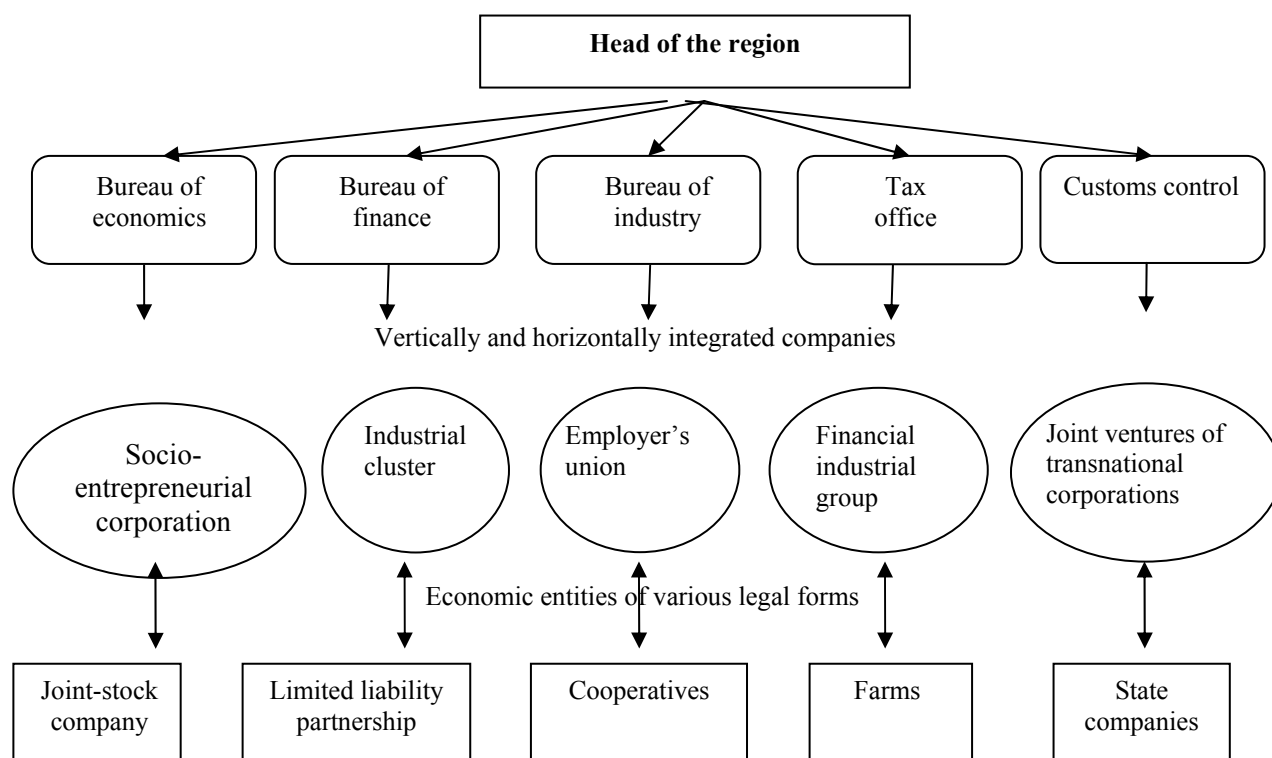 Head of the region
Bureau of
economics
Bureau of
finance
Bureau of
industry
Tax
office
Customs control
Vertically and horizontally integrated companies
Socio-
entrepreneurial
corporation
Industrial
cluster
Employer’s
union
Financial
industrial
group
Joint ventures of
transnational
corporations
Economic entities of various legal forms
Joint-stock
company
Limited liability
partnership
Cooperatives
Farms
State
companies